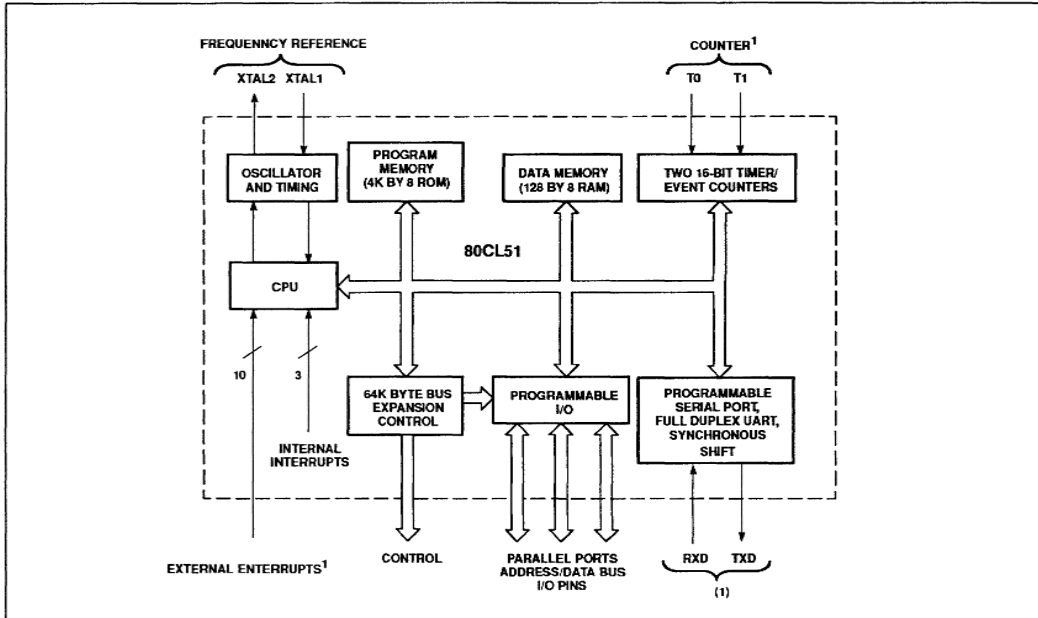 FREQUENNCY REFERENCE
XTAL2 XTAL1
COUNTER1
T0 T1
OSCILLATOR
AND TIMING
PROGRAM
MEMORY
(4K BY 8 ROM)
DATA MEMORY
(128 BY 8 RAM)
TWO 16-BIT TIMER/
EVENT COUNTERS
80CL51
CPU
10
3
64K BYTE BUS
EXPANSION
CONTROL
PROGRAMMABLE
I/O
PROGRAMMABLE
SERIAL PORT,
FULL DUPLEX UART,
SYNCHRONOUS
SHIFT
INTERNAL
INTERRUPTS
EXTERNAL ENTERRUPTS1
CONTROL
PARALLEL PORTS
ADDRESS/DATA BUS
I/O PINS
RXD TXD
(1)